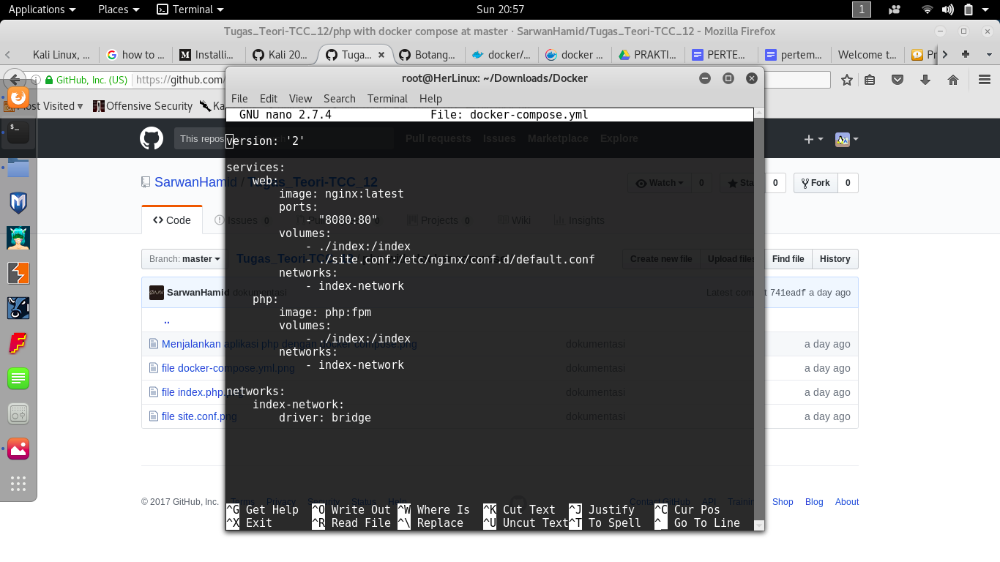 Applications Places Terminal Sun 20:57 1
Tugas_Teori-TCC_12/php with docker compose at master · SarwanHamid/Tugas_Teori-TCC_12 - Mozilla Firefox
Kali Linux, ... how to ... Installi... Kali 20... Tuga... Botang... docker/... docker ... PRAKTI... PERTE... pertem... Welcome t... Pr
GitHub, Inc. (US) https://github.com/
root@HerLinux: ~/Downloads/Docker
File Edit View Search Terminal Help
Most Visited Offensive Security Ka
GNU nano 2.7.4 File: docker-compose.yml
This repos Pull requests Issues Marketplace Explore
version: '2'
services:
web:
image: nginx:latest
ports:
- "8080:80"
volumes:
- ./index:/index
- ./site.conf:/etc/nginx/conf.d/default.conf
networks:
- index-network
php:
image: php:fpm
volumes:
- ./index:/index
networks:
- index-network
networks:
index-network:
driver: bridge
^G Get Help ^O Write Out ^W Where Is ^K Cut Text ^J Justify ^C Cur Pos
^X Exit ^R Read File ^\ Replace ^U Uncut Text ^T To Spell ^_ Go To Line
SarwanHamid / Tugas_Teori-TCC_12
Watch 0 Sta 0 Fork 0
Code Issues 0 Projects 0 Wiki Insights
Branch: master Tugas_Teori-TCC_12 Create new file Upload files Find file History
SarwanHamid dokumentasi Latest commit 741eadf a day ago
..
Menjalankan aplikasi php dengan docker compose.png dokumentasi a day ago
file docker-compose.yml.png dokumentasi a day ago
file index.php.png dokumentasi a day ago
file site.conf.png dokumentasi a day ago
© 2017 GitHub, Inc. Terms Privacy Security Status Help Contact GitHub API Training Shop Blog About